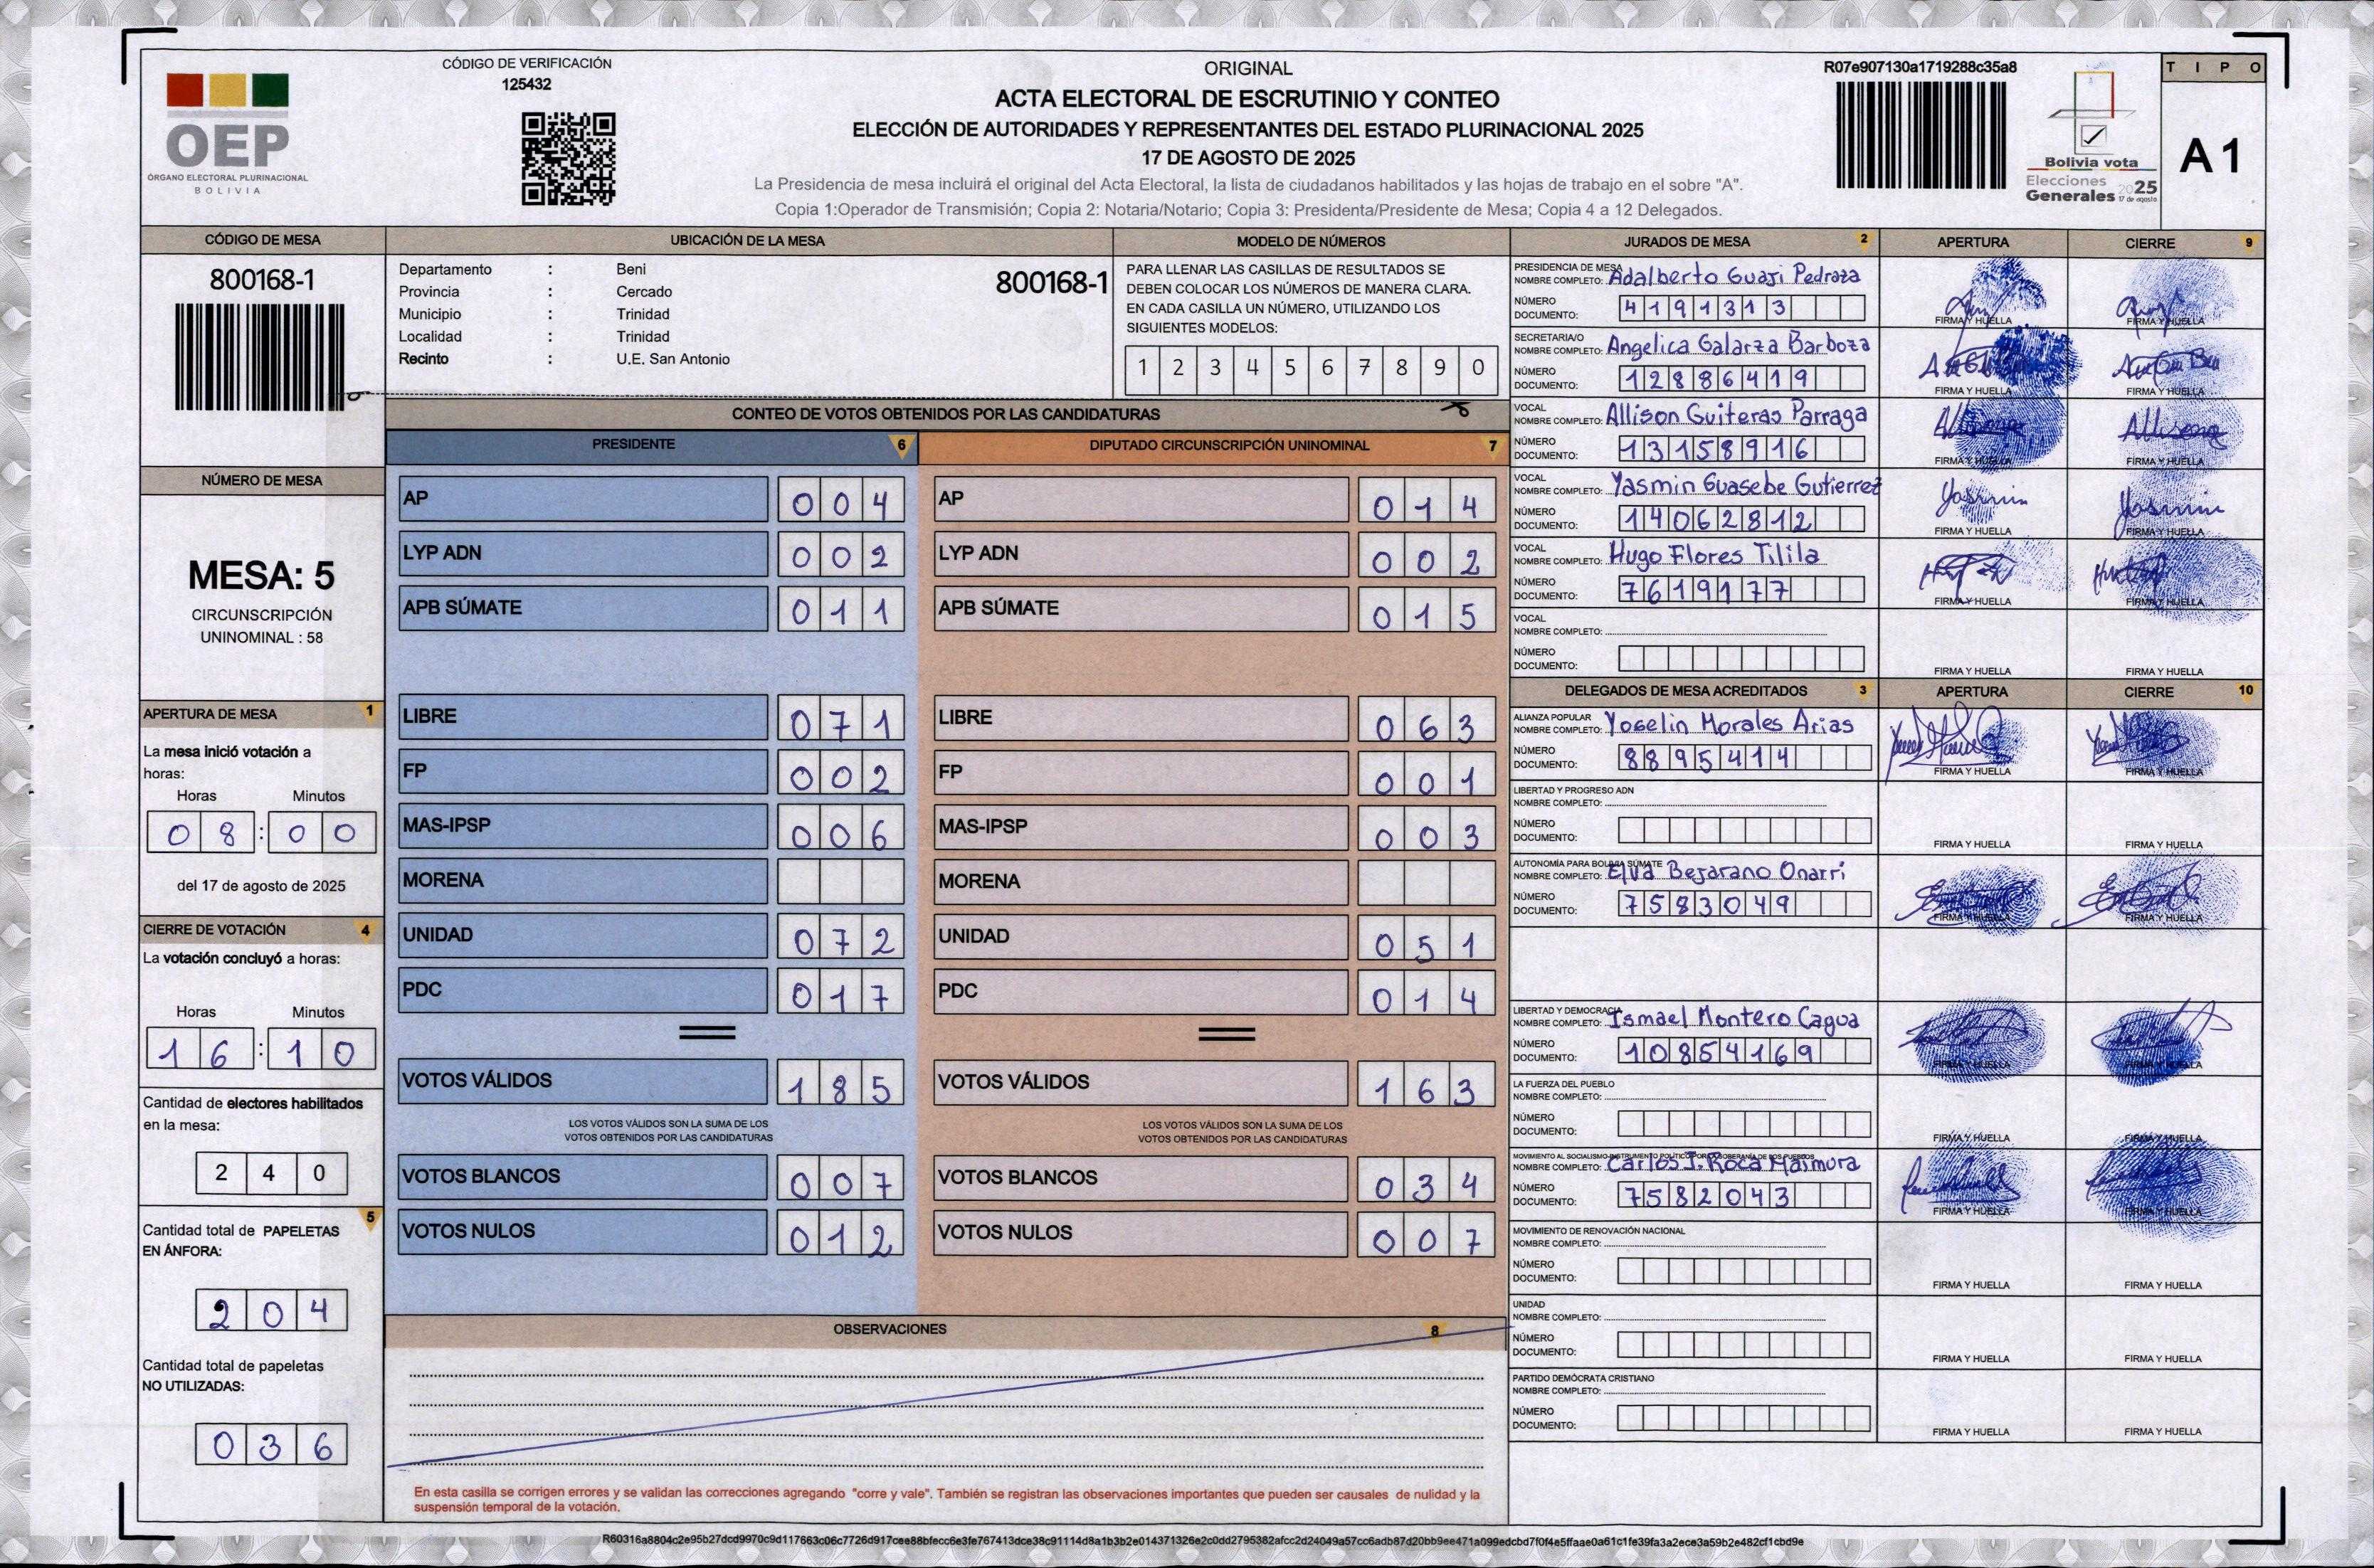 CÓDIGO DE VERIFICACIÓN
125432
OEP
ÓRGANO ELECTORAL PLURINACIONAL
BOLIVIA
ORIGINAL
ACTA ELECTORAL DE ESCRUTINIO Y CONTEO
ELECCIÓN DE AUTORIDADES Y REPRESENTANTES DEL ESTADO PLURINACIONAL 2025
17 DE AGOSTO DE 2025
La Presidencia de mesa incluirá el original del Acta Electoral, la lista de ciudadanos habilitados y las hojas de trabajo en el sobre "A".
Copia 1:Operador de Transmisión; Copia 2: Notaria/Notario; Copia 3: Presidenta/Presidente de Mesa; Copia 4 a 12 Delegados.
R07e907130a1719288c35a8
Bolivia vota
Elecciones
Generales 2025
17 de agosto
TIPO
A 1
CÓDIGO DE MESA
800168-1
UBICACIÓN DE LA MESA
Departamento : Beni
Provincia : Cercado
Municipio : Trinidad
Localidad : Trinidad
Recinto : U.E. San Antonio
800168-1
MODELO DE NÚMEROS
PARA LLENAR LAS CASILLAS DE RESULTADOS SE
DEBEN COLOCAR LOS NÚMEROS DE MANERA CLARA.
EN CADA CASILLA UN NÚMERO, UTILIZANDO LOS
SIGUIENTES MODELOS:
1 2 3 4 5 6 7 8 9 0
NÚMERO DE MESA
MESA: 5
CIRCUNSCRIPCIÓN
UNINOMINAL : 58
APERTURA DE MESA 1
La mesa inició votación a
horas:
Horas Minutos
08 : 00
del 17 de agosto de 2025
CIERRE DE VOTACIÓN 4
La votación concluyó a horas:
Horas Minutos
16 : 10
Cantidad de electores habilitados
en la mesa:
240
Cantidad total de PAPELETAS 5
EN ÁNFORA:
204
Cantidad total de papeletas
NO UTILIZADAS:
036
CONTEO DE VOTOS OBTENIDOS POR LAS CANDIDATURAS
PRESIDENTE 6
AP 004
LYP ADN 002
APB SÚMATE 011
LIBRE 071
FP 002
MAS-IPSP 006
MORENA
UNIDAD 072
PDC 017
VOTOS VÁLIDOS 185
LOS VOTOS VÁLIDOS SON LA SUMA DE LOS
VOTOS OBTENIDOS POR LAS CANDIDATURAS
VOTOS BLANCOS 007
VOTOS NULOS 012
DIPUTADO CIRCUNSCRIPCIÓN UNINOMINAL 7
AP 014
LYP ADN 002
APB SÚMATE 015
LIBRE 063
FP 001
MAS-IPSP 003
MORENA
UNIDAD 051
PDC 014
VOTOS VÁLIDOS 163
LOS VOTOS VÁLIDOS SON LA SUMA DE LOS
VOTOS OBTENIDOS POR LAS CANDIDATURAS
VOTOS BLANCOS 034
VOTOS NULOS 007
OBSERVACIONES 8
En esta casilla se corrigen errores y se validan las correcciones agregando "corre y vale". También se registran las observaciones importantes que pueden ser causales de nulidad y la
suspensión temporal de la votación.
JURADOS DE MESA 2 APERTURA CIERRE 9
PRESIDENCIA DE MESA
NOMBRE COMPLETO: Adalberto Guaji Pedraza
NÚMERO
DOCUMENTO: 4191313
FIRMA Y HUELLA FIRMA Y HUELLA
SECRETARIA/O
NOMBRE COMPLETO: Angelica Galarza Barboza
NÚMERO
DOCUMENTO: 12886419
FIRMA Y HUELLA FIRMA Y HUELLA
VOCAL
NOMBRE COMPLETO: Allison Guiteras Parraga
NÚMERO
DOCUMENTO: 13158916
FIRMA Y HUELLA FIRMA Y HUELLA
VOCAL
NOMBRE COMPLETO: Yasmin Guasebe Gutierrez
NÚMERO
DOCUMENTO: 14062812
FIRMA Y HUELLA FIRMA Y HUELLA
VOCAL
NOMBRE COMPLETO: Hugo Flores Tilila
NÚMERO
DOCUMENTO: 7619177
FIRMA Y HUELLA FIRMA Y HUELLA
VOCAL
NOMBRE COMPLETO:
NÚMERO
DOCUMENTO:
FIRMA Y HUELLA FIRMA Y HUELLA
DELEGADOS DE MESA ACREDITADOS 3 APERTURA CIERRE 10
ALIANZA POPULAR
NOMBRE COMPLETO: Yoselin Morales Arias
NÚMERO
DOCUMENTO: 8895414
FIRMA Y HUELLA FIRMA Y HUELLA
LIBERTAD Y PROGRESO ADN
NOMBRE COMPLETO:
NÚMERO
DOCUMENTO:
FIRMA Y HUELLA FIRMA Y HUELLA
AUTONOMÍA PARA BOLIVIA SÚMATE
NOMBRE COMPLETO: Elva Bejarano Onarri
NÚMERO
DOCUMENTO: 7583049
FIRMA Y HUELLA FIRMA Y HUELLA
LIBERTAD Y DEMOCRACIA
NOMBRE COMPLETO: Ismael Montero Cagua
NÚMERO
DOCUMENTO: 10854169
FIRMA Y HUELLA FIRMA Y HUELLA
LA FUERZA DEL PUEBLO
NOMBRE COMPLETO:
NÚMERO
DOCUMENTO:
FIRMA Y HUELLA FIRMA Y HUELLA
MOVIMIENTO AL SOCIALISMO-INSTRUMENTO POLÍTICO POR LA SOBERANÍA DE LOS PUEBLOS
NOMBRE COMPLETO: Carlos J. Roca Maimura
NÚMERO
DOCUMENTO: 7582043
FIRMA Y HUELLA FIRMA Y HUELLA
MOVIMIENTO DE RENOVACIÓN NACIONAL
NOMBRE COMPLETO:
NÚMERO
DOCUMENTO:
FIRMA Y HUELLA FIRMA Y HUELLA
UNIDAD
NOMBRE COMPLETO:
NÚMERO
DOCUMENTO:
FIRMA Y HUELLA FIRMA Y HUELLA
PARTIDO DEMÓCRATA CRISTIANO
NOMBRE COMPLETO:
NÚMERO
DOCUMENTO:
FIRMA Y HUELLA FIRMA Y HUELLA